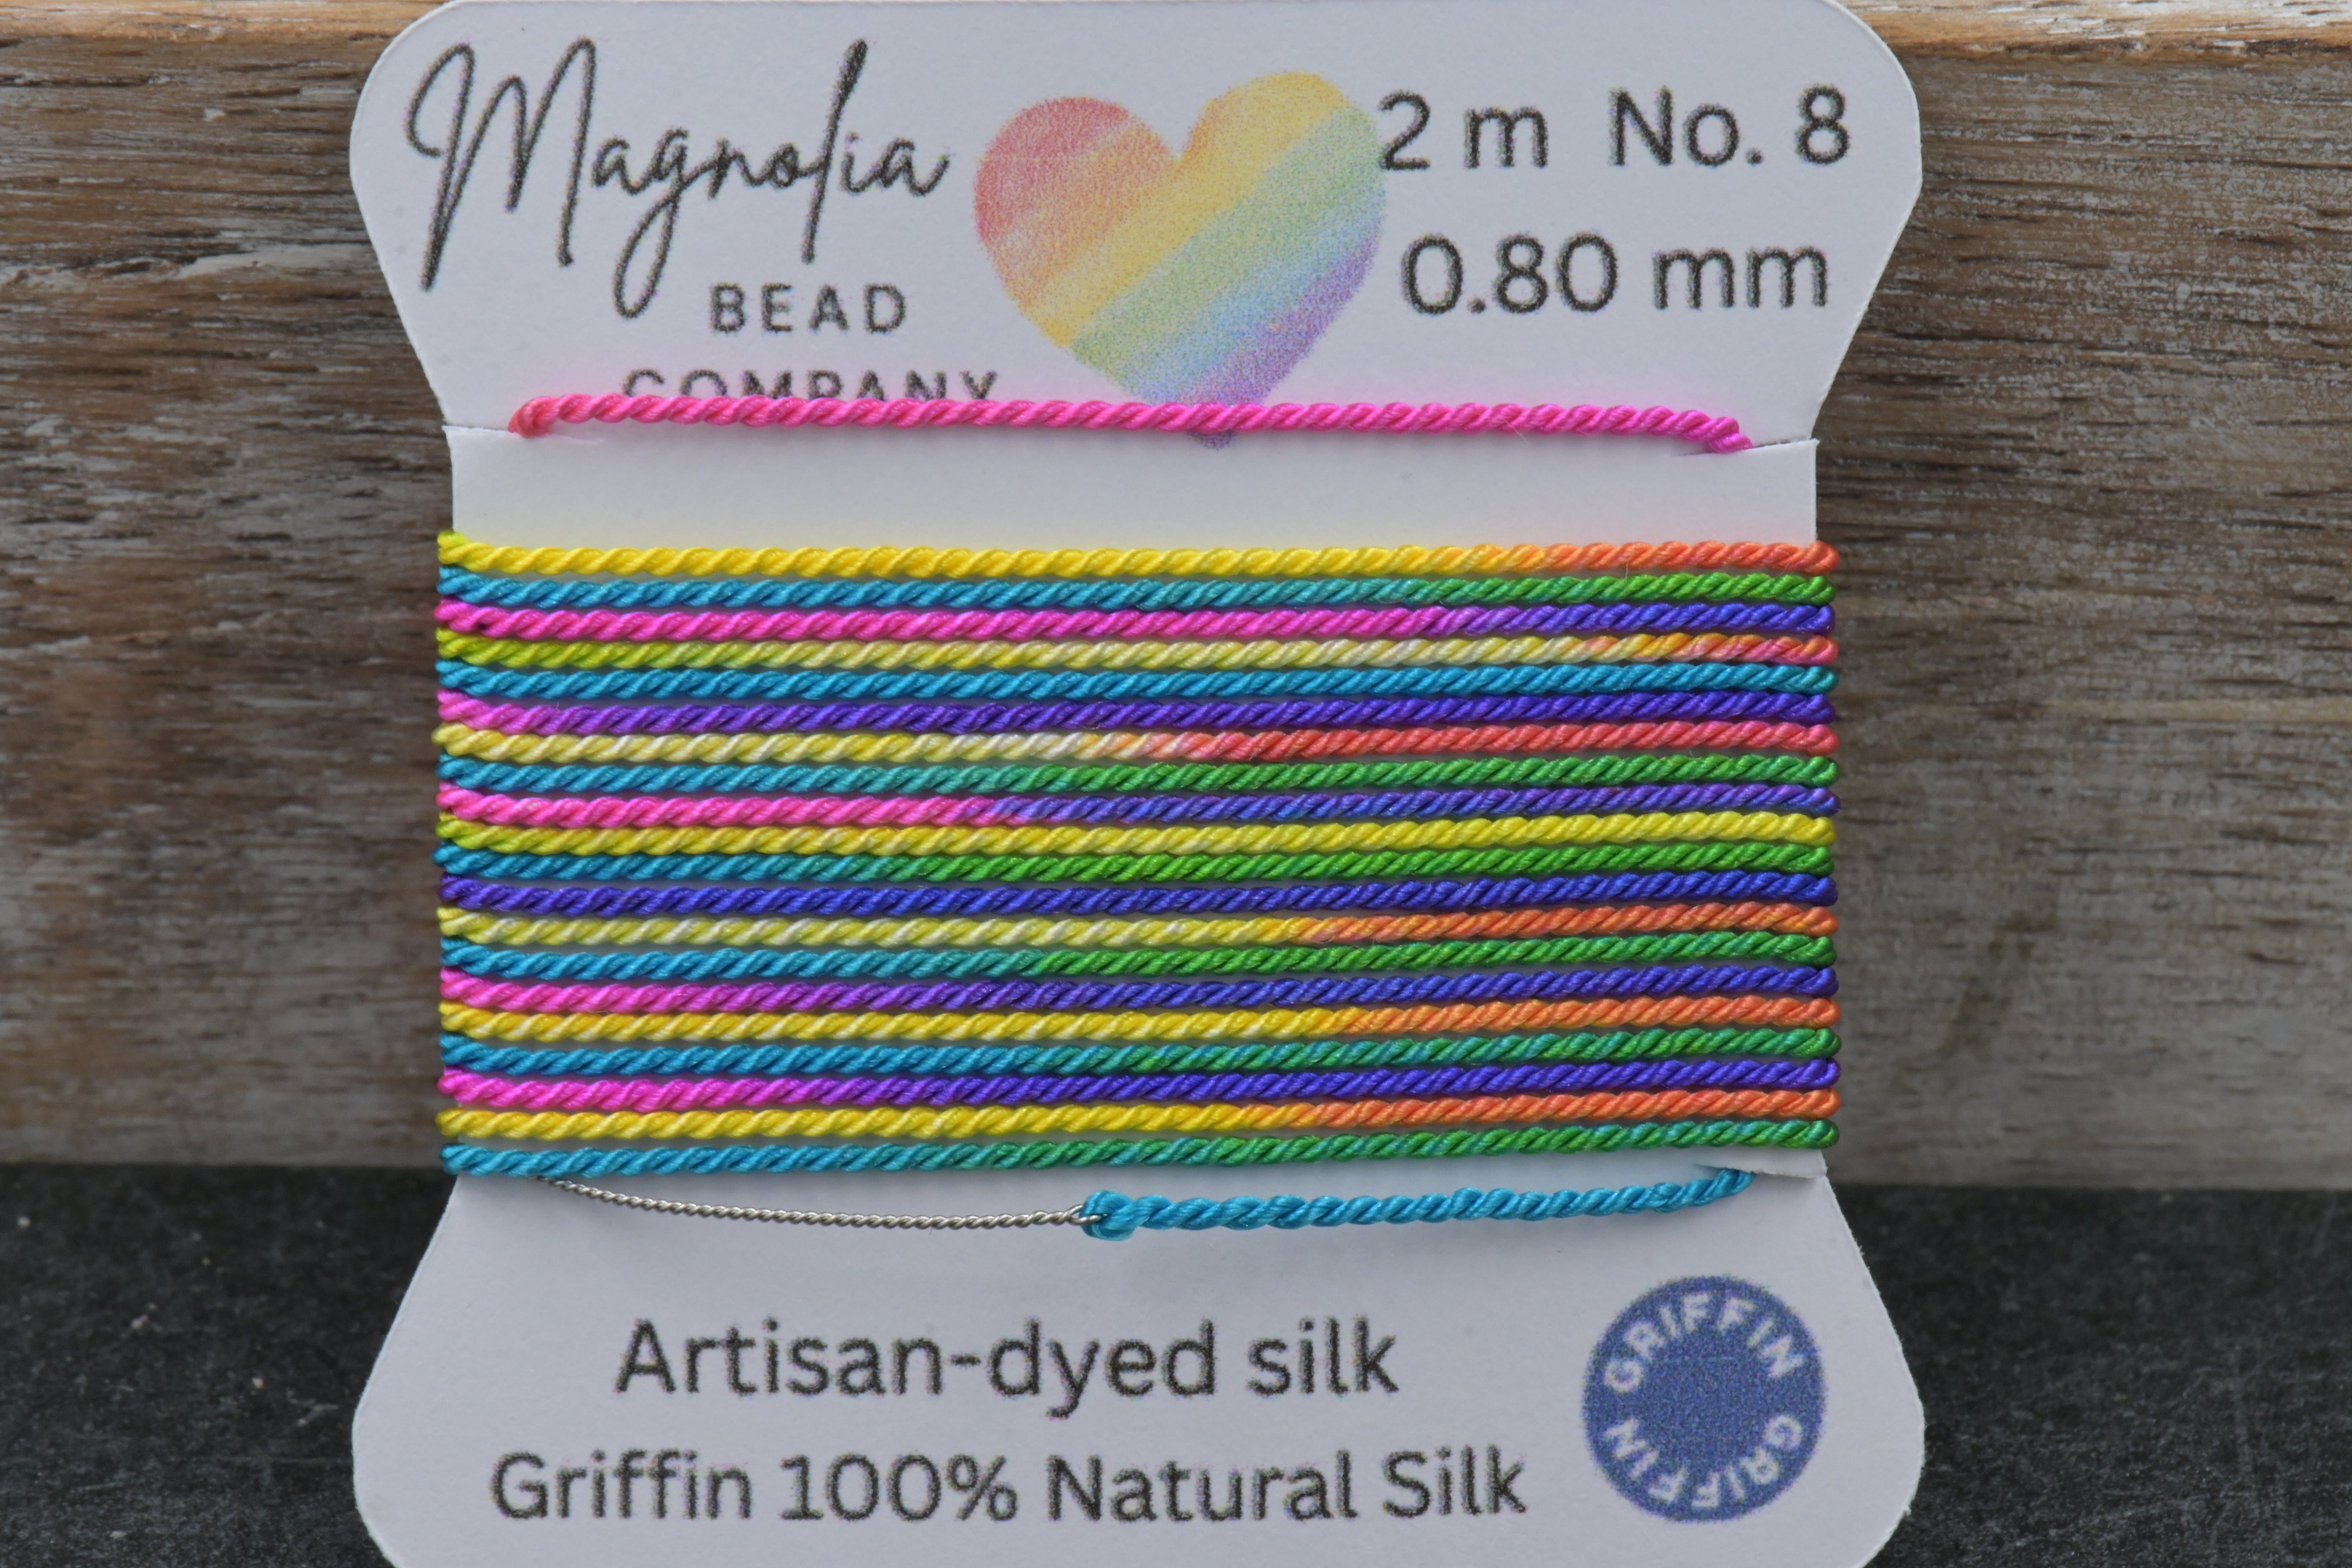 Magnolia
BEAD
COMPANY
2 m No. 8
0.80 mm
Artisan-dyed silk
Griffin 100% Natural Silk
GRIFFIN GRIFFIN